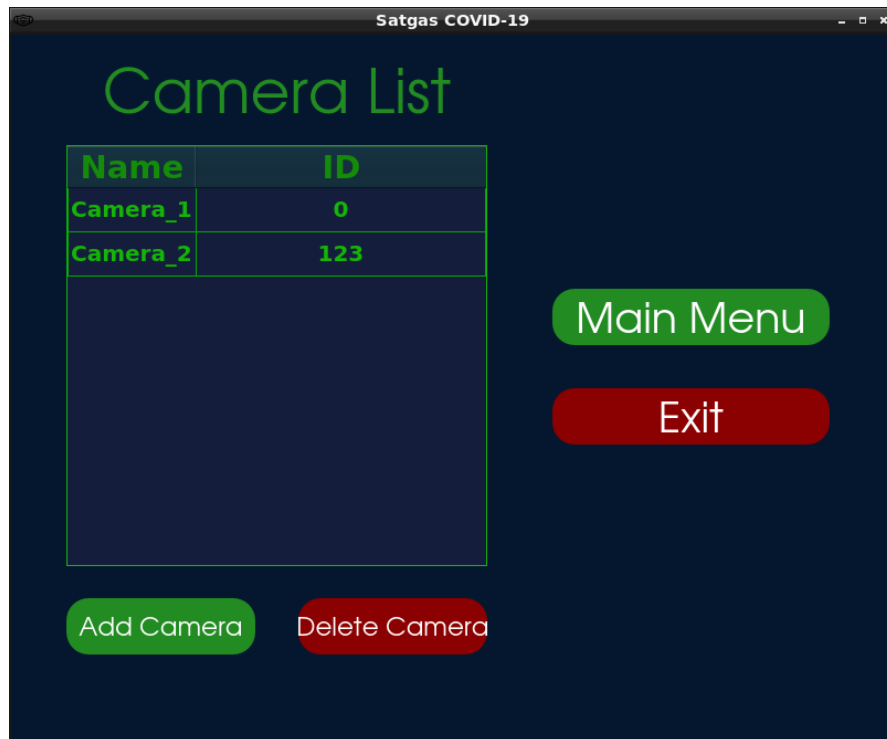 Satgas COVID-19
Camera List
Name ID
Camera_1 0
Camera_2 123
Main Menu
Exit
Add Camera Delete Camera